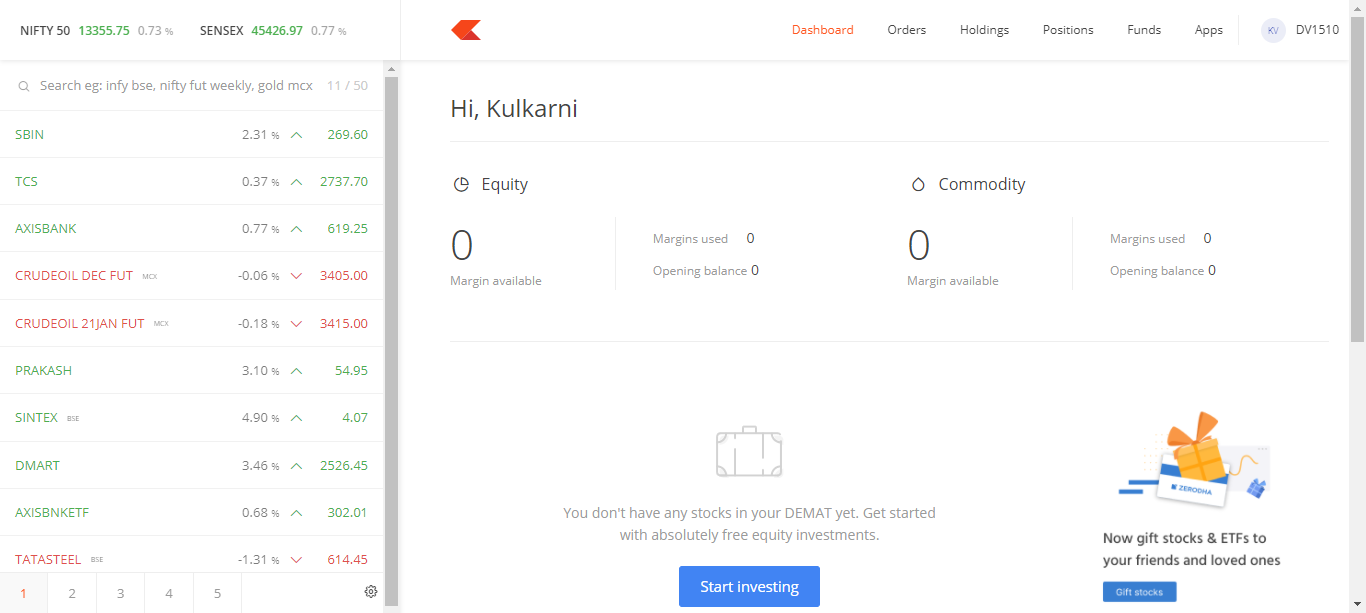 NIFTY 50 13355.75 0.73 % SENSEX 45426.97 0.77 %
Dashboard Orders Holdings Positions Funds Apps KV DV1510
Search eg: infy bse, nifty fut weekly, gold mcx 11 / 50
SBIN 2.31 % 269.60
TCS 0.37 % 2737.70
AXISBANK 0.77 % 619.25
CRUDEOIL DEC FUT MCX -0.06 % 3405.00
CRUDEOIL 21JAN FUT MCX -0.18 % 3415.00
PRAKASH 3.10 % 54.95
SINTEX BSE 4.90 % 4.07
DMART 3.46 % 2526.45
AXISBNKETF 0.68 % 302.01
TATASTEEL BSE -1.31 % 614.45
1 2 3 4 5
Hi, Kulkarni
Equity
0
Margin available
Margins used 0
Opening balance 0
Commodity
0
Margin available
Margins used 0
Opening balance 0
You don't have any stocks in your DEMAT yet. Get started
with absolutely free equity investments.
Start investing
ZERODHA
Now gift stocks & ETFs to
your friends and loved ones
Gift stocks